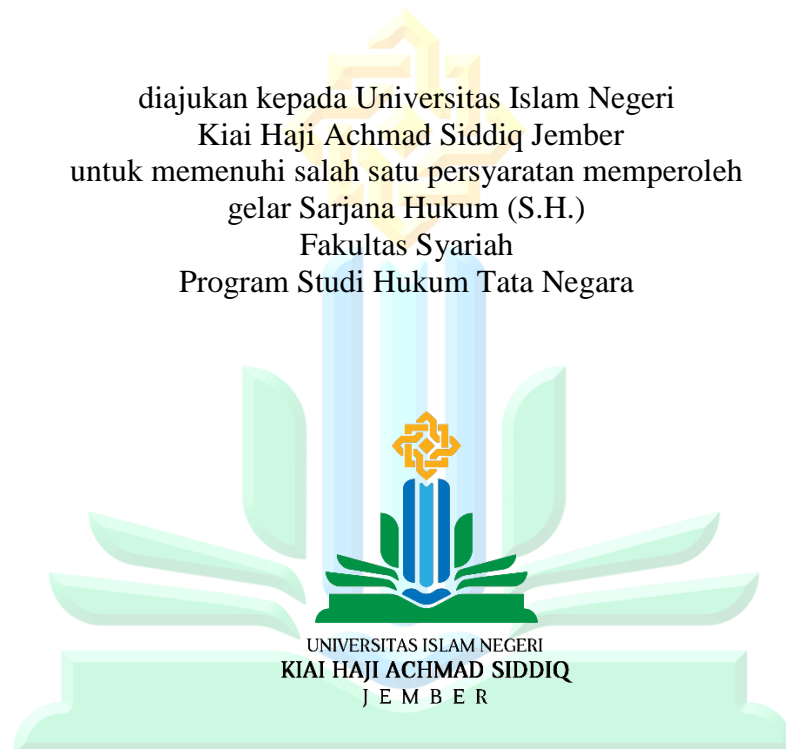 diajukan kepada Universitas Islam Negeri
Kiai Haji Achmad Siddiq Jember
untuk memenuhi salah satu persyaratan memperoleh
gelar Sarjana Hukum (S.H.)
Fakultas Syariah
Program Studi Hukum Tata Negara
UNIVERSITAS ISLAM NEGERI
KIAI HAJI ACHMAD SIDDIQ
J E M B E R